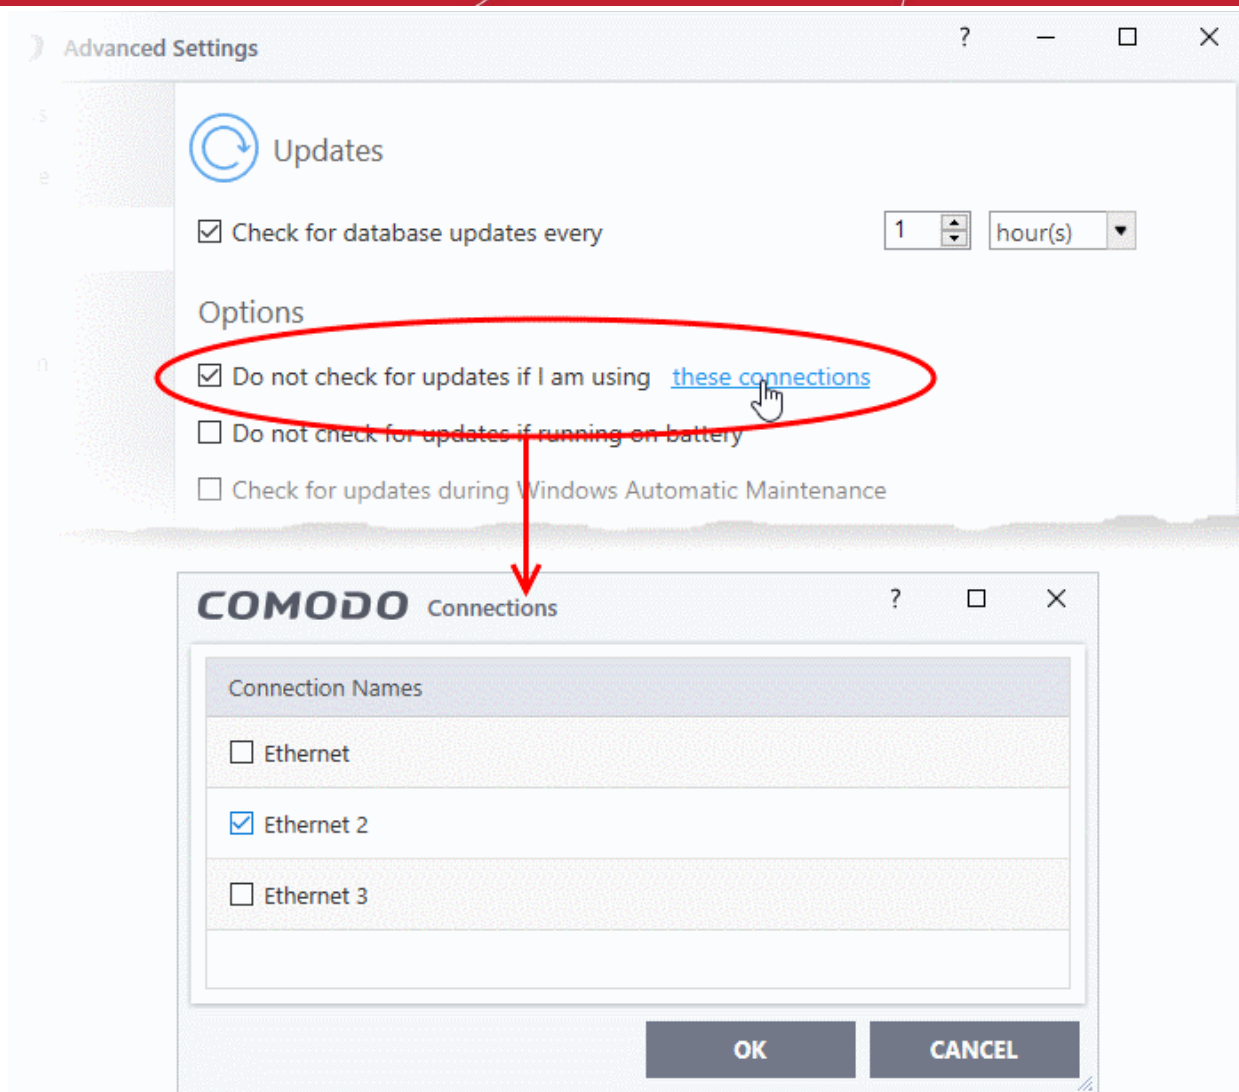 Advanced Settings
Updates
Check for database updates every 1 hour(s)
Options
Do not check for updates if I am using these connections
Do not check for updates if running on battery
Check for updates during Windows Automatic Maintenance
COMODO Connections
Connection Names
Ethernet
Ethernet 2
Ethernet 3
OK CANCEL